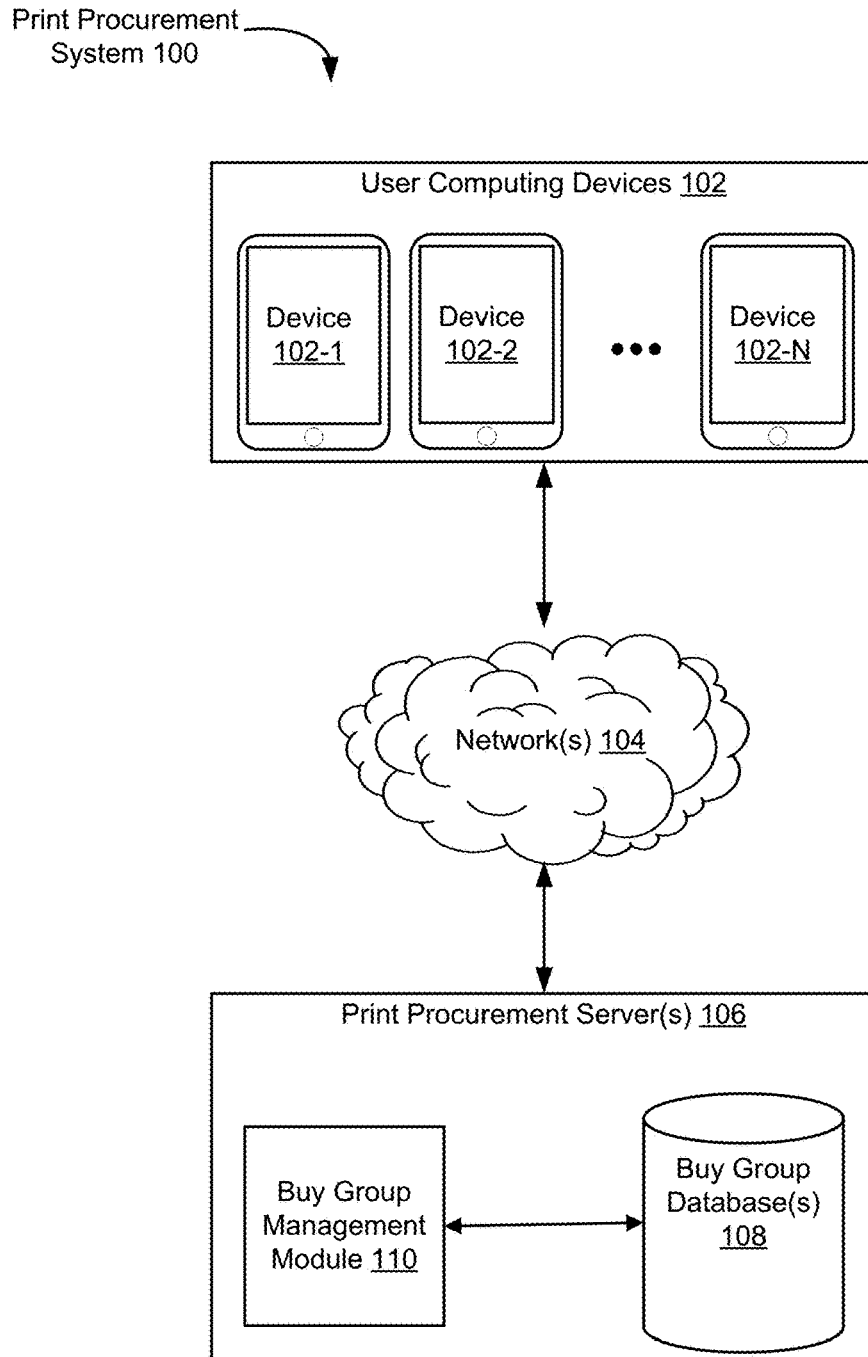 Print Procurement
System 100
User Computing Devices 102
Device
102-1
Device
102-2
Device
102-N
Network(s) 104
Print Procurement Server(s) 106
Buy Group
Management
Module 110
Buy Group
Database(s)
108